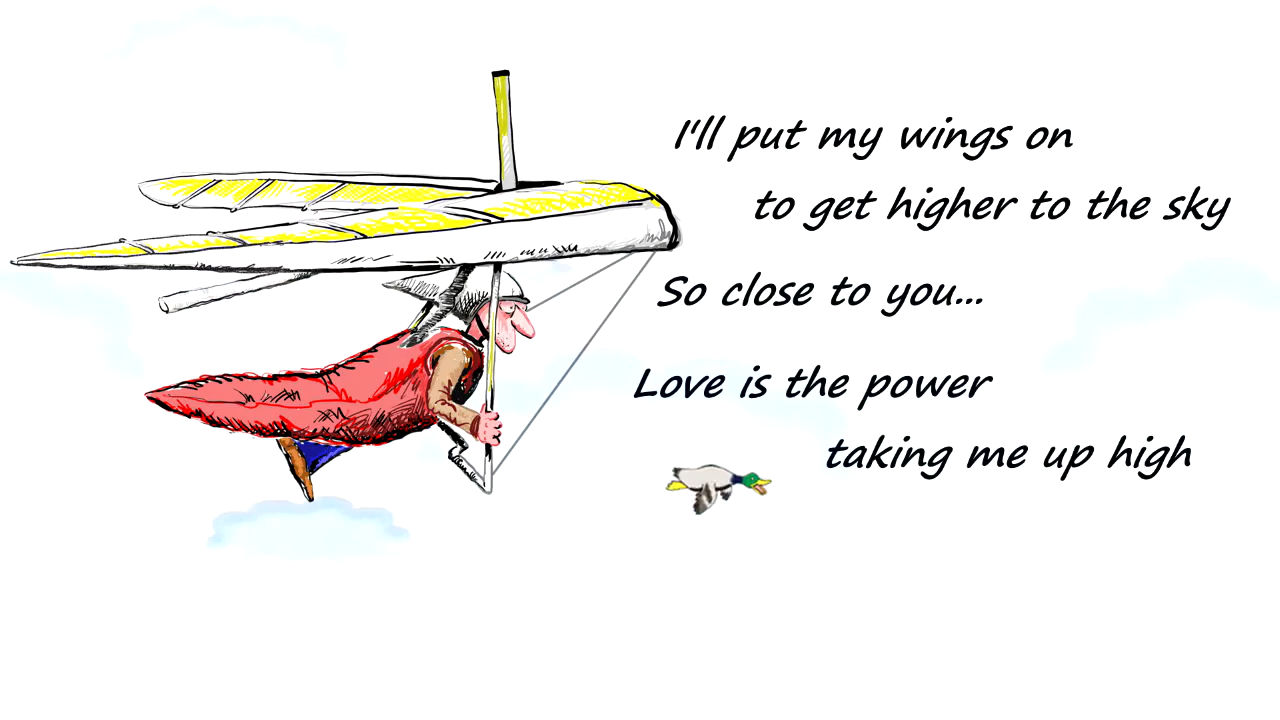 I'll put my wings on
to get higher to the sky
So close to you...
Love is the power
taking me up high